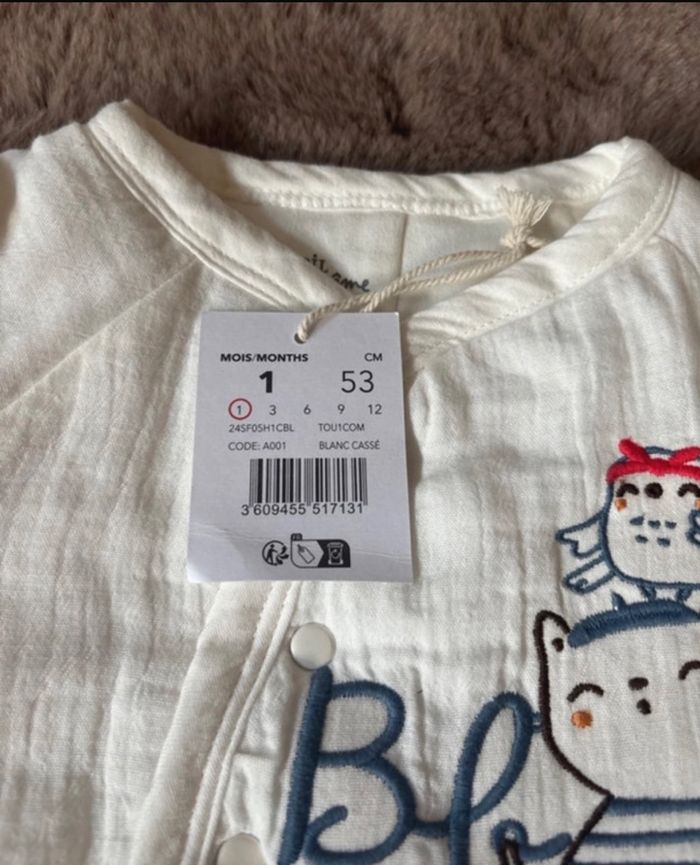 MOIS/MONTHS CM
1 53
1 3 6 9 12
24SF05H1CBL TOU1COM
CODE: A001 BLANC CASSÉ
3 609455 517131
FR